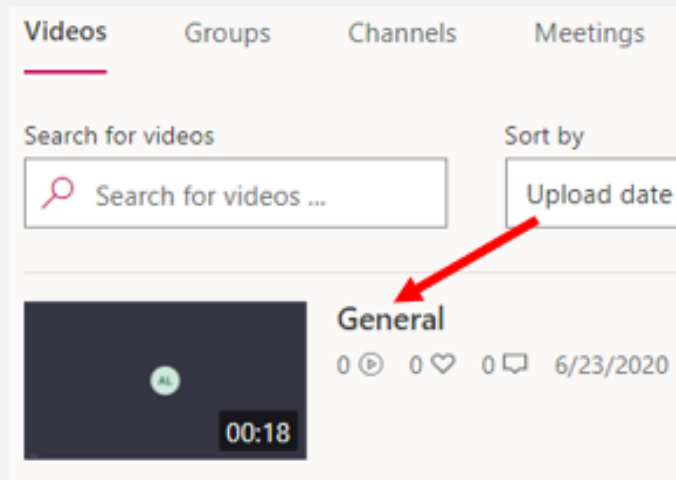 Videos Groups Channels Meetings
Search for videos Sort by
Search for videos ... Upload date
General
0 0 0 6/23/2020
AL
00:18